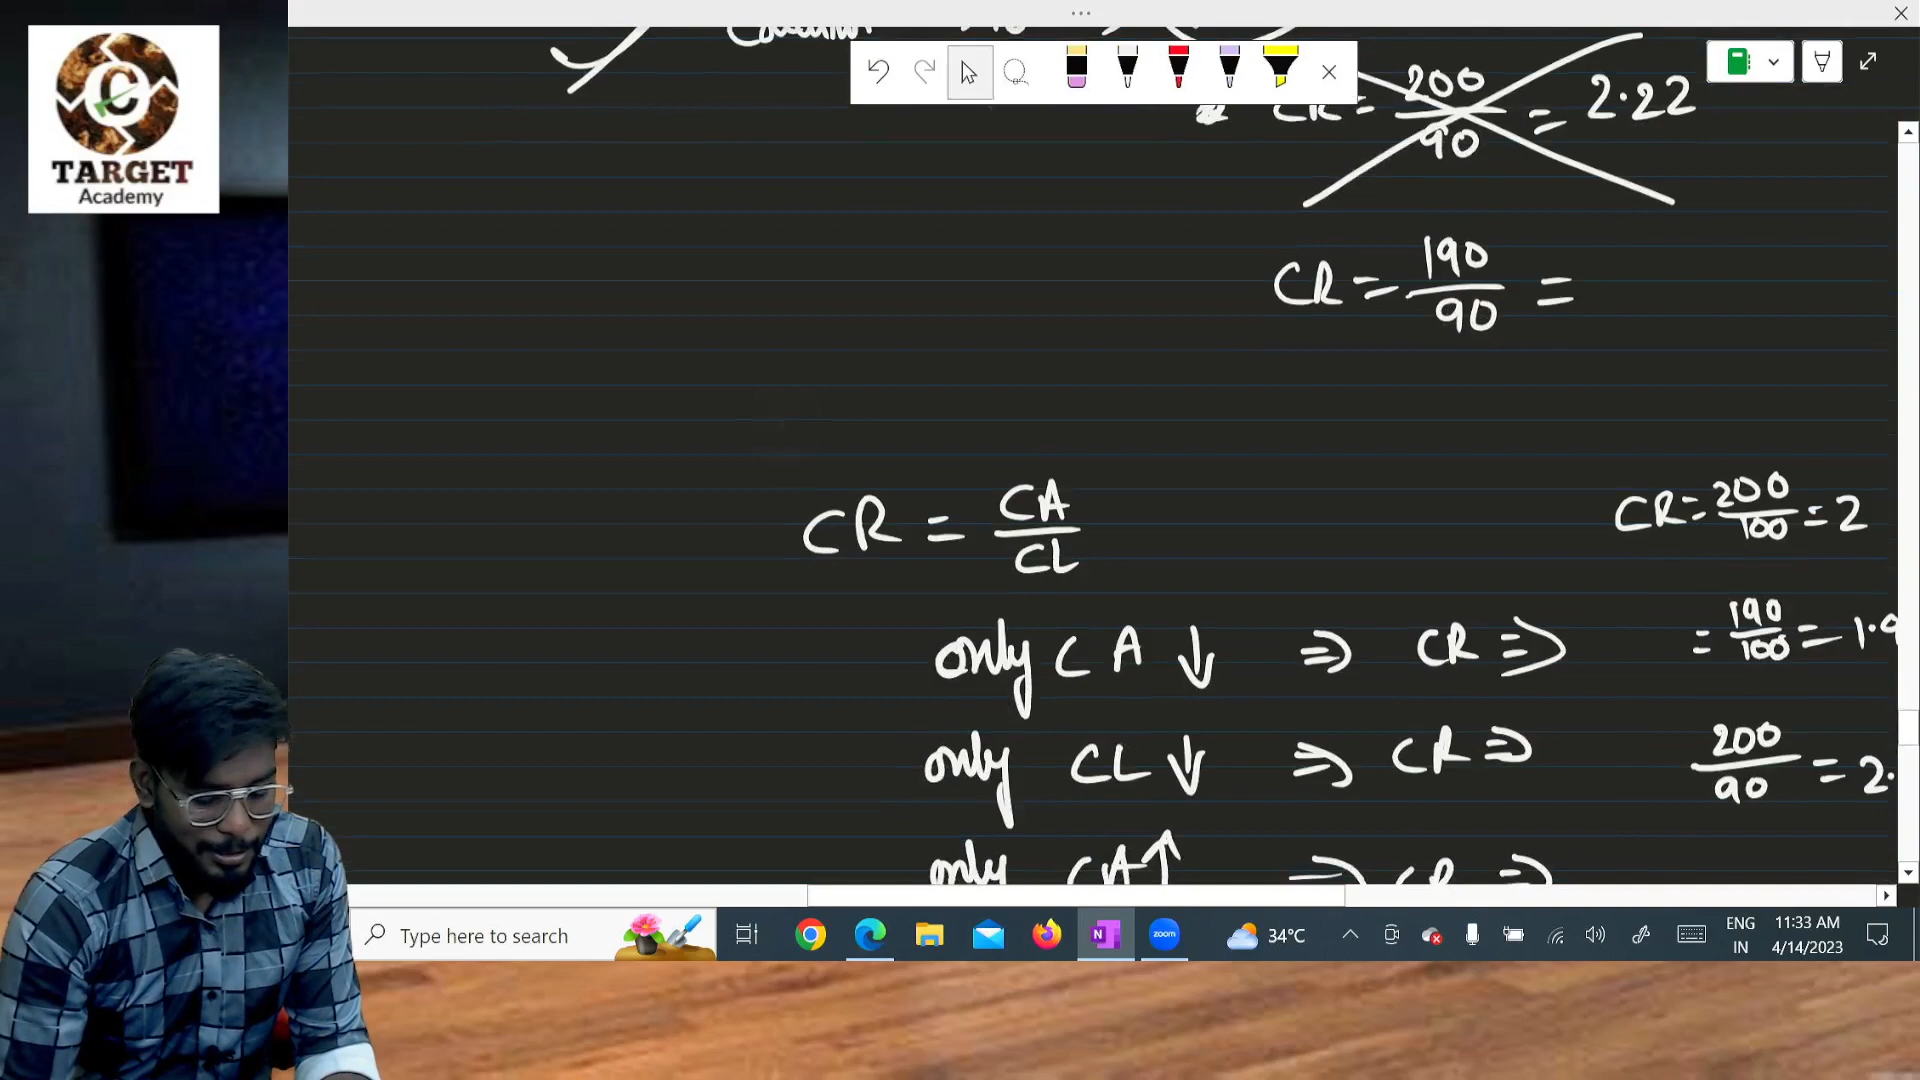 TARGET
Academy
CR = 200/90 = 2.22
CR = 190/90 =
CR = CA/CL
CR = 200/100 = 2
only CA ↓ ⇒ CR ⇒
= 190/100 = 1.9
only CL ↓ ⇒ CR ⇒
200/90 = 2.
only CA ↑ ⇒ CR ⇒
Type here to search
zoom
34°C
ENG
IN
11:33 AM
4/14/2023